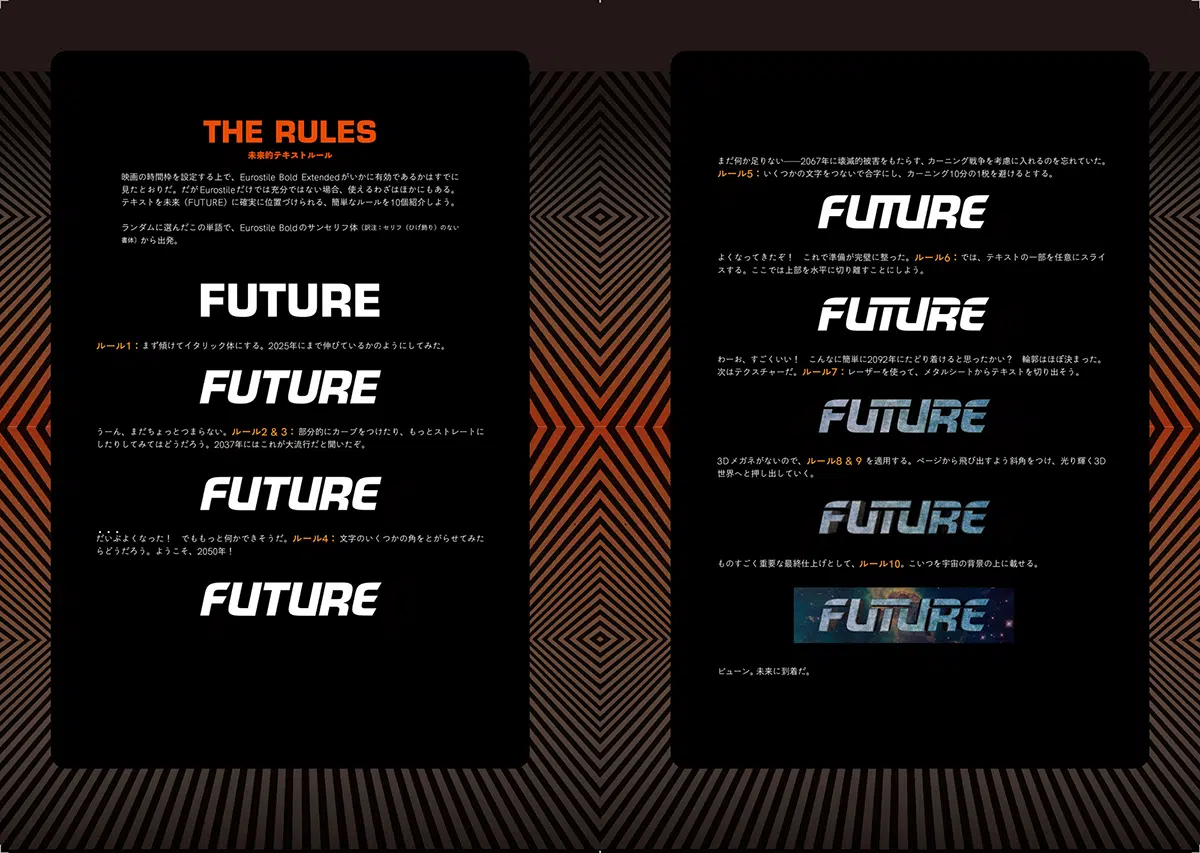 THE RULES
未来的テキストルール
映画の時間枠を設定する上で、Eurostile Bold Extendedがいかに有効であるかはすでに
見たとおりだ。だがEurostileだけでは充分ではない場合、使えるわざはほかにもある。
テキストを未来（FUTURE）に確実に位置づけられる、簡単なルールを10個紹介しよう。
ランダムに選んだこの単語で、Eurostile Boldのサンセリフ体（訳注：セリフ（ひげ飾り）のない
書体）から出発。
FUTURE
ルール1：まず傾けてイタリック体にする。2025年にまで伸びているかのようにしてみた。
FUTURE
うーん、まだちょっとつまらない。ルール2 & 3：部分的にカーブをつけたり、もっとストレートに
したりしてみてはどうだろう。2037年にはこれが大流行だと聞いたぞ。
FUTURE
だいぶよくなった！　でももっと何かできそうだ。ルール4：文字のいくつかの角をとがらせてみた
らどうだろう。ようこそ、2050年！
FUTURE
まだ何か足りない――2067年に壊滅的被害をもたらす、カーニング戦争を考慮に入れるのを忘れていた。
ルール5：いくつかの文字をつないで合字にし、カーニング10分の1税を避けるとする。
FUTURE
よくなってきたぞ！　これで準備が完璧に整った。ルール6：では、テキストの一部を任意にスライ
スする。ここでは上部を水平に切り離すことにしよう。
FUTURE
わーお、すごくいい！　こんなに簡単に2092年にたどり着けると思ったかい？　輪郭はほぼ決まった。
次はテクスチャーだ。ルール7：レーザーを使って、メタルシートからテキストを切り出そう。
FUTURE
3Dメガネがないので、ルール8 & 9 を適用する。ページから飛び出すよう斜角をつけ、光り輝く3D
世界へと押し出していく。
FUTURE
ものすごく重要な最終仕上げとして、ルール10。こいつを宇宙の背景の上に載せる。
FUTURE
ビューン。未来に到着だ。